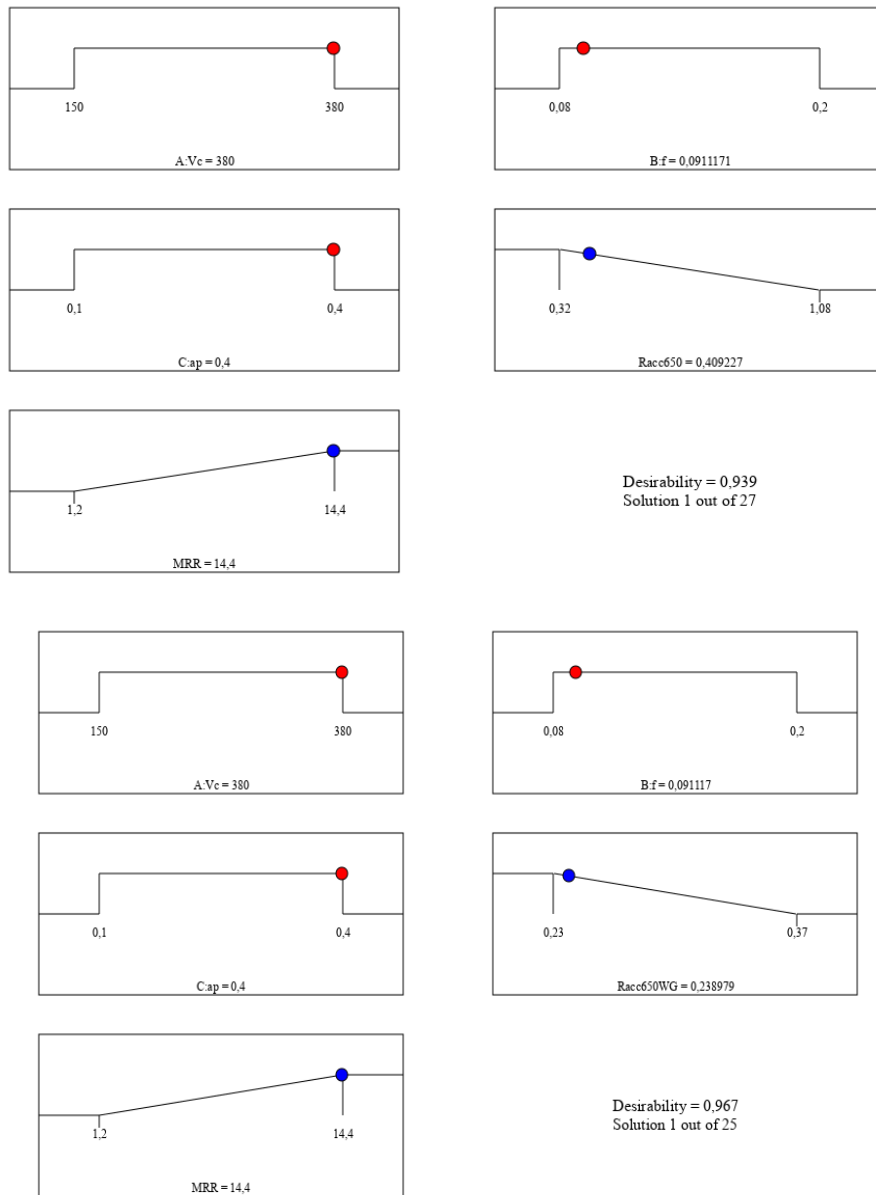 150 380
A:Vc = 380
0,08 0,2
B:f = 0,0911171
0,1 0,4
C:ap = 0,4
0,32 1,08
Racc650 = 0,409227
1,2 14,4
MRR = 14,4
Desirability = 0,939
Solution 1 out of 27
150 380
A:Vc = 380
0,08 0,2
B:f = 0,091117
0,1 0,4
C:ap = 0,4
0,23 0,37
Racc650WG = 0,238979
1,2 14,4
MRR = 14,4
Desirability = 0,967
Solution 1 out of 25